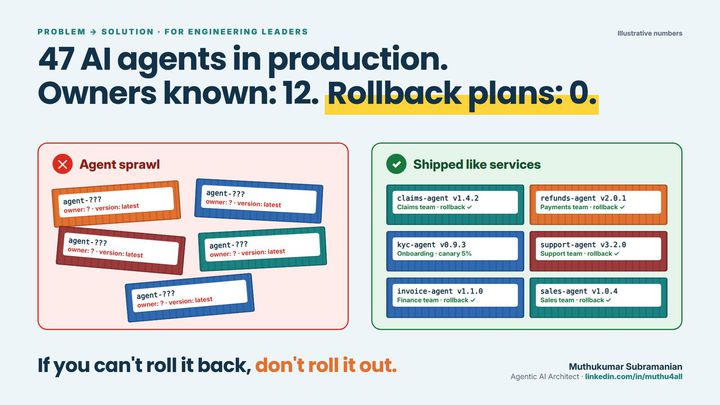 PROBLEM → SOLUTION · FOR ENGINEERING LEADERS
Illustrative numbers
47 AI agents in production.
Owners known: 12. Rollback plans: 0.
Agent sprawl
agent-???
owner: ? · version: latest
agent-???
owner: ? · version: latest
agent-???
owner: ? · version: latest
agent-???
owner: ? · version: latest
agent-???
owner: ? · version: latest
Shipped like services
claims-agent v1.4.2
Claims team · rollback ✓
refunds-agent v2.0.1
Payments team · rollback ✓
kyc-agent v0.9.3
Onboarding · canary 5%
support-agent v3.2.0
Support team · rollback ✓
invoice-agent v1.1.0
Finance team · rollback ✓
sales-agent v1.0.4
Sales team · rollback ✓
If you can't roll it back, don't roll it out.
Muthukumar Subramanian
Agentic AI Architect · linkedin.com/in/muthu4all